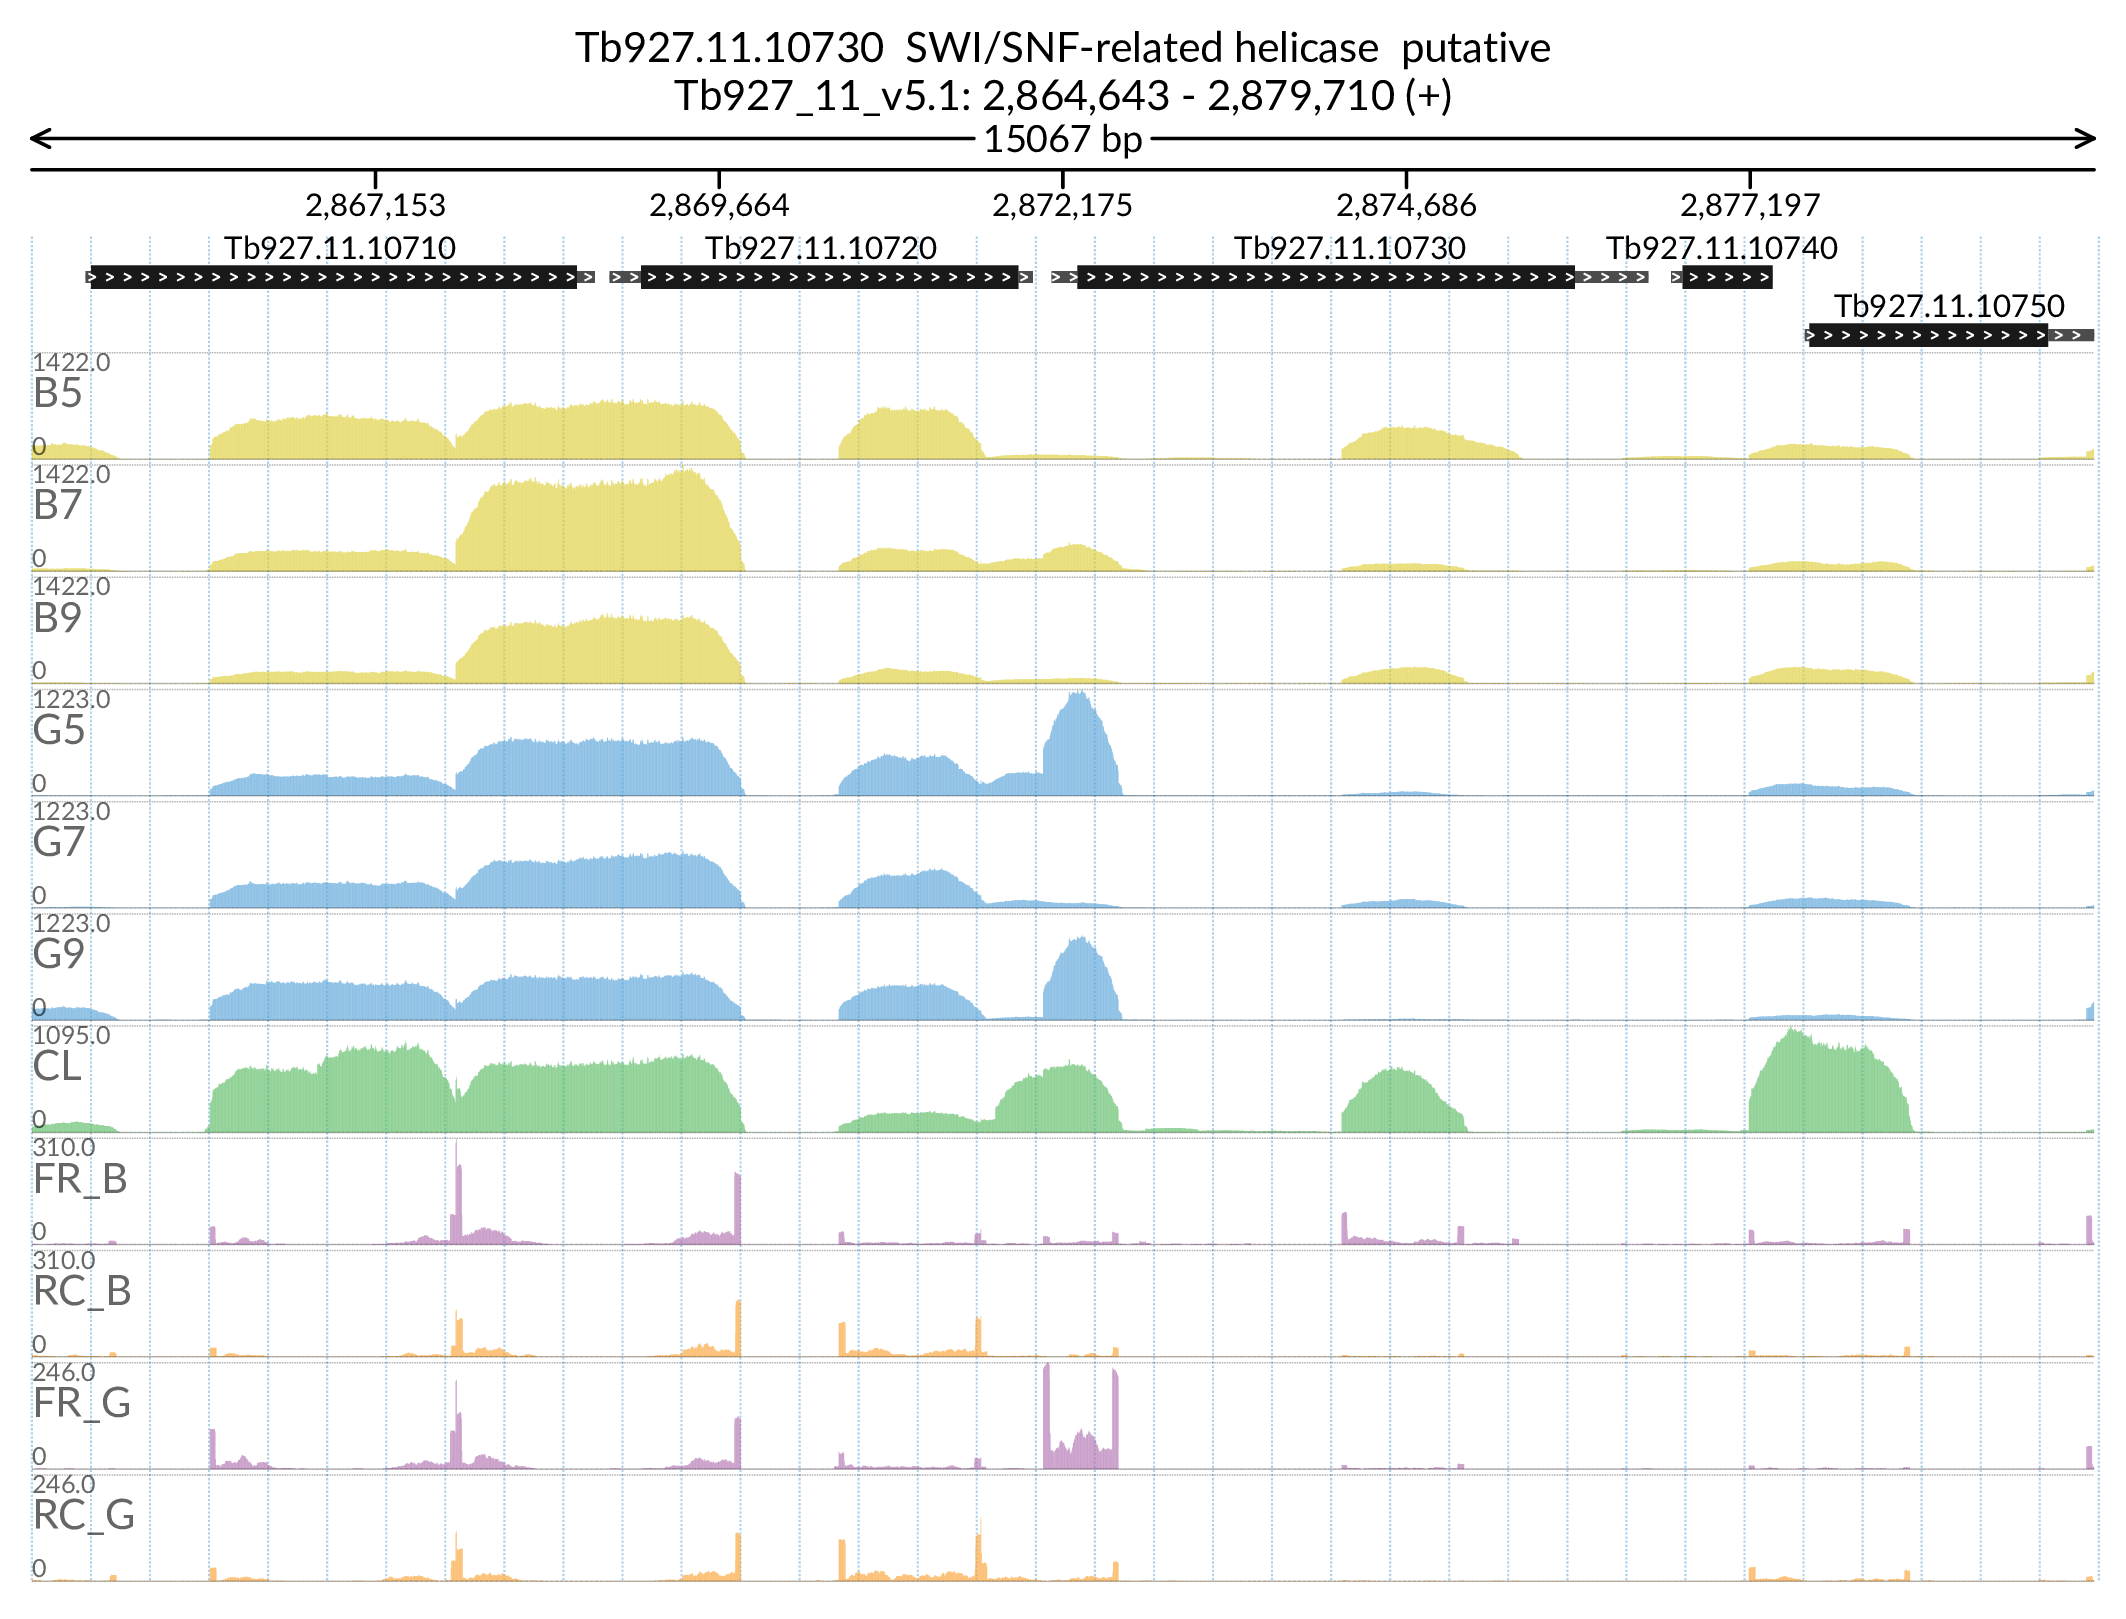 Tb927.11.10730  SWI/SNF-related helicase  putative
Tb927_11_v5.1: 2,864,643 - 2,879,710 (+)
15067 bp
2,867,153 2,869,664 2,872,175 2,874,686 2,877,197
Tb927.11.10710 Tb927.11.10720 Tb927.11.10730 Tb927.11.10740
Tb927.11.10750
1422.0
B5
0
1422.0
B7
0
1422.0
B9
0
1223.0
G5
0
1223.0
G7
0
1223.0
G9
0
1095.0
CL
0
310.0
FR_B
0
310.0
RC_B
0
246.0
FR_G
0
246.0
RC_G
0